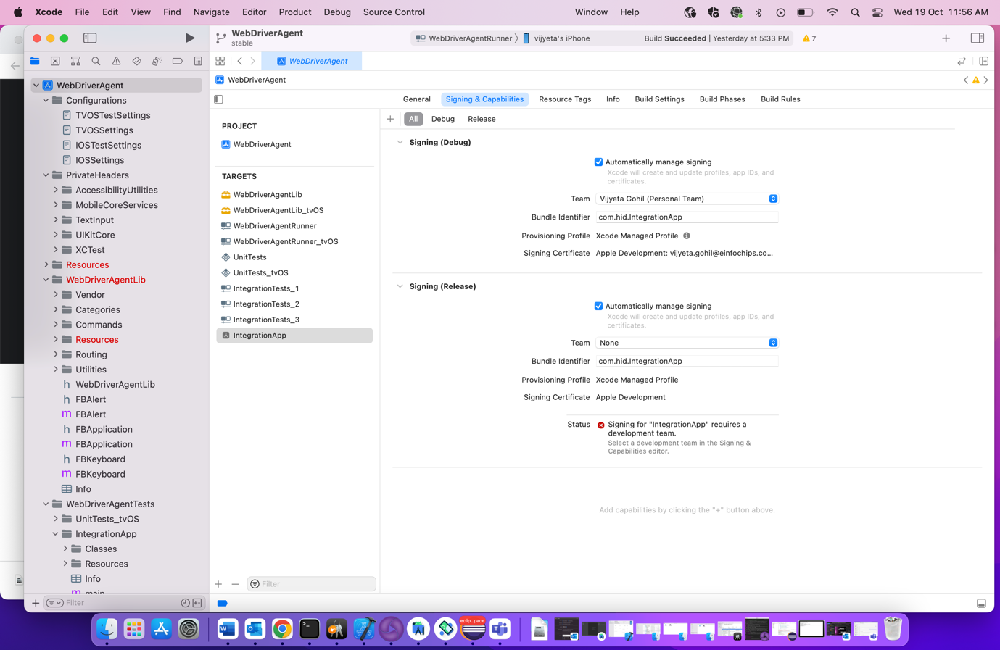 Xcode File Edit View Find Navigate Editor Product Debug Source Control Window Help Wed 19 Oct 11:56 AM
WebDriverAgent
stable
WebDriverAgentRunner vijyeta's iPhone Build Succeeded | Yesterday at 5:33 PM 7
WebDriverAgent
WebDriverAgent
General Signing & Capabilities Resource Tags Info Build Settings Build Phases Build Rules
WebDriverAgent
Configurations
TVOSTestSettings
TVOSSettings
IOSTestSettings
IOSSettings
PrivateHeaders
AccessibilityUtilities
MobileCoreServices
TextInput
UIKitCore
XCTest
Resources
WebDriverAgentLib
Vendor
Categories
Commands
Resources
Routing
Utilities
h WebDriverAgentLib
h FBAlert
m FBAlert
h FBApplication
m FBApplication
h FBKeyboard
m FBKeyboard
Info
WebDriverAgentTests
UnitTests_tvOS
IntegrationApp
Classes
Resources
Info
m main
Filter
PROJECT
WebDriverAgent
TARGETS
WebDriverAgentLib
WebDriverAgentLib_tvOS
WebDriverAgentRunner
WebDriverAgentRunner_tvOS
UnitTests
UnitTests_tvOS
IntegrationTests_1
IntegrationTests_2
IntegrationTests_3
IntegrationApp
Filter
All Debug Release
Signing (Debug)
Automatically manage signing
Xcode will create and update profiles, app IDs, and
certificates.
Team Vijyeta Gohil (Personal Team)
Bundle Identifier com.hid.IntegrationApp
Provisioning Profile Xcode Managed Profile
Signing Certificate Apple Development: vijyeta.gohil@einfochips.co...
Signing (Release)
Automatically manage signing
Xcode will create and update profiles, app IDs, and
certificates.
Team None
Bundle Identifier com.hid.IntegrationApp
Provisioning Profile Xcode Managed Profile
Signing Certificate Apple Development
Status Signing for "IntegrationApp" requires a
development team.
Select a development team in the Signing &
Capabilities editor.
Add capabilities by clicking the "+" button above.
eclip...pace